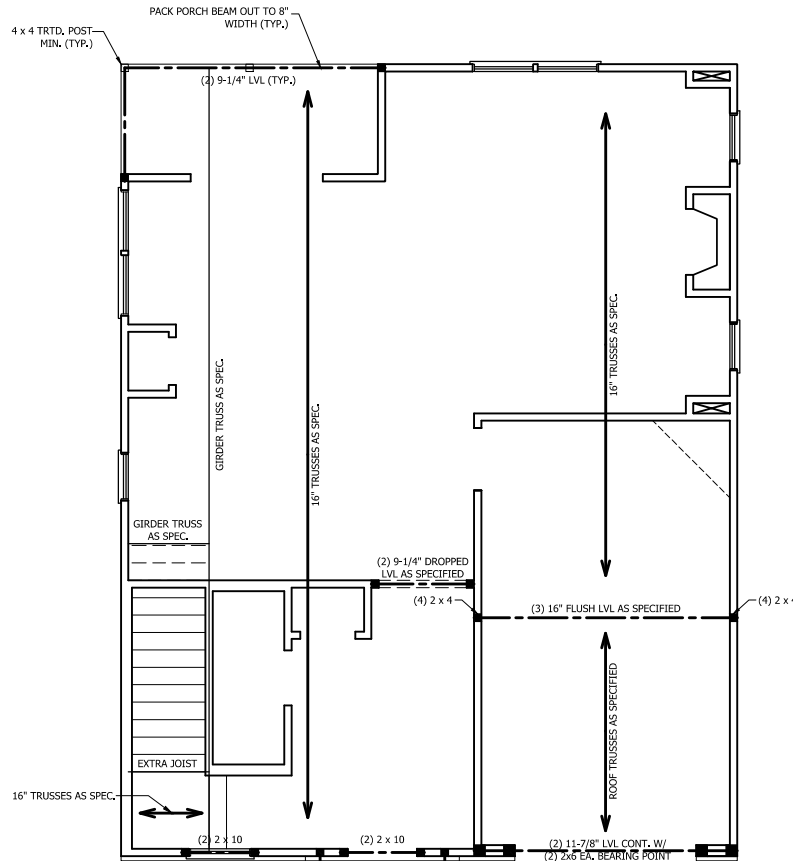 PACK PORCH BEAM OUT TO 8"
WIDTH (TYP.)
4 x 4 TRTD. POST
MIN. (TYP.)
(2) 9-1/4" LVL (TYP.)
16" TRUSSES AS SPEC.
GIRDER TRUSS AS SPEC.
16" TRUSSES AS SPEC.
GIRDER TRUSS
AS SPEC.
(2) 9-1/4" DROPPED
LVL AS SPECIFIED
(4) 2 x 4
(3) 16" FLUSH LVL AS SPECIFIED
(4) 2 x
ROOF TRUSSES AS SPECIFIED
EXTRA JOIST
16" TRUSSES AS SPEC.
(2) 2 x 10
(2) 2 x 10
(2) 11-7/8" LVL CONT. W/
(2) 2x6 EA. BEARING POINT